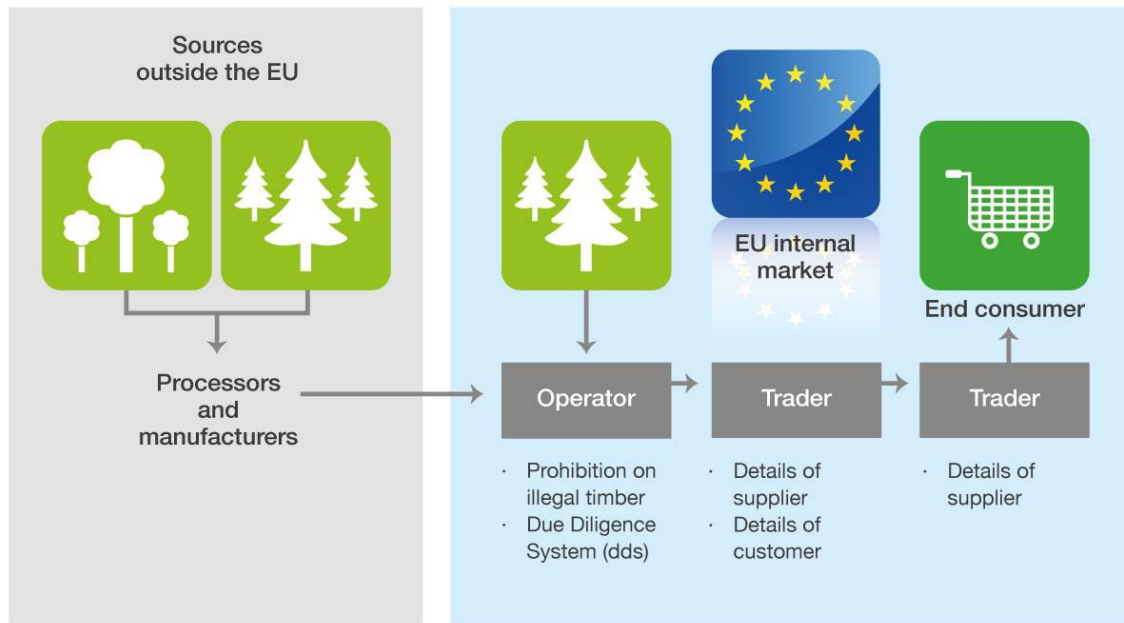 Sources
outside the EU
Processors
and
manufacturers
EU internal
market
End consumer
Operator
Trader
Trader
· Prohibition on
illegal timber
· Due Diligence
System (dds)
· Details of
supplier
· Details of
customer
· Details of
supplier